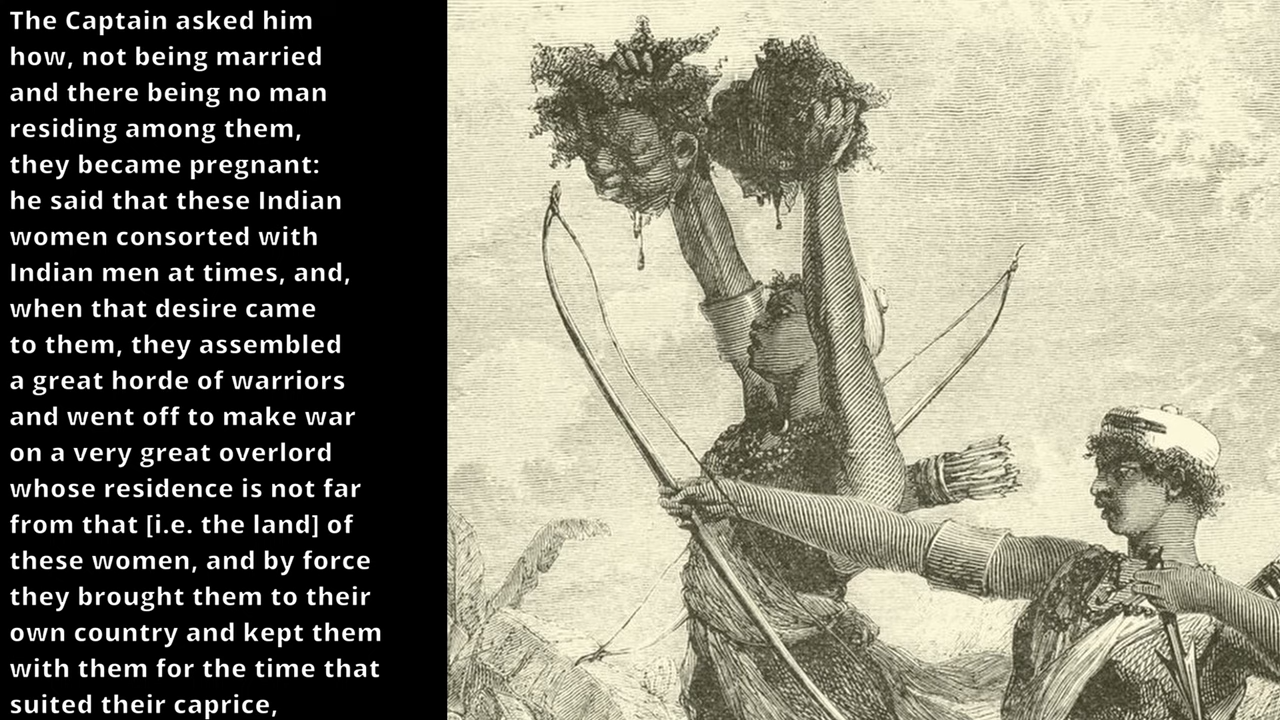 The Captain asked him
how, not being married
and there being no man
residing among them,
they became pregnant:
he said that these Indian
women consorted with
Indian men at times, and,
when that desire came
to them, they assembled
a great horde of warriors
and went off to make war
on a very great overlord
whose residence is not far
from that [i.e. the land] of
these women, and by force
they brought them to their
own country and kept them
with them for the time that
suited their caprice,